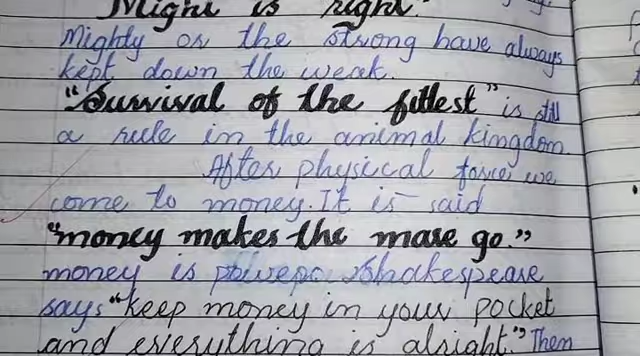 "Might is right."
Mighty or the strong have always
kept down the weak.
"Survival of the fittest" is still
a rule in the animal kingdom.
After physical force we
come to money. It is said
"money makes the mare go."
money is Shakespeare
says "keep money in your pocket
and everything is alright." Then